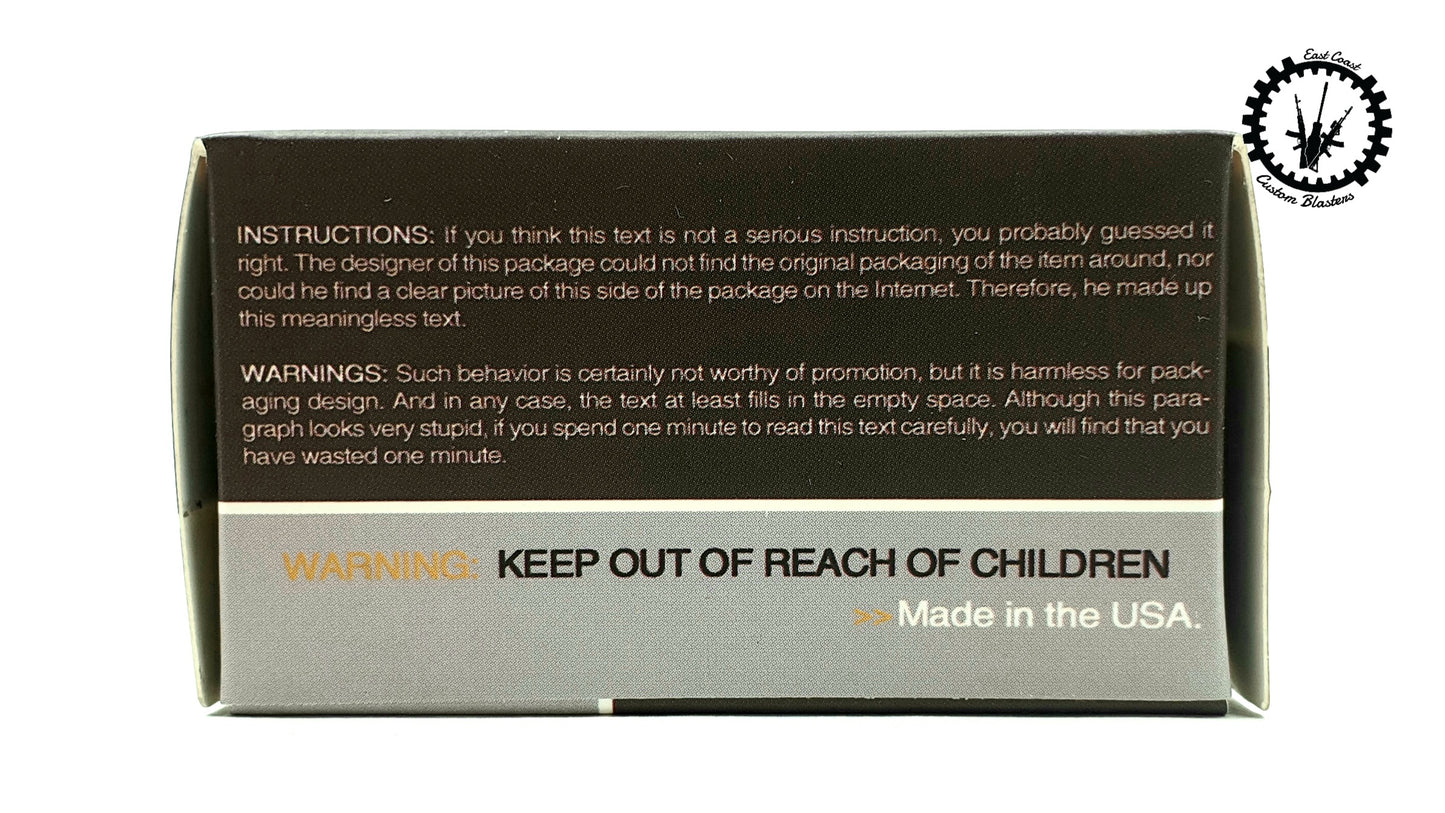 East Coast
Custom Blasters
INSTRUCTIONS: If you think this text is not a serious instruction, you probably guessed it
right. The designer of this package could not find the original packaging of the item around, nor
could he find a clear picture of this side of the package on the Internet. Therefore, he made up
this meaningless text.
WARNINGS: Such behavior is certainly not worthy of promotion, but it is harmless for pack-
aging design. And in any case, the text at least fills in the empty space. Although this para-
graph looks very stupid, if you spend one minute to read this text carefully, you will find that you
have wasted one minute.
WARNING: KEEP OUT OF REACH OF CHILDREN
>>Made in the USA.